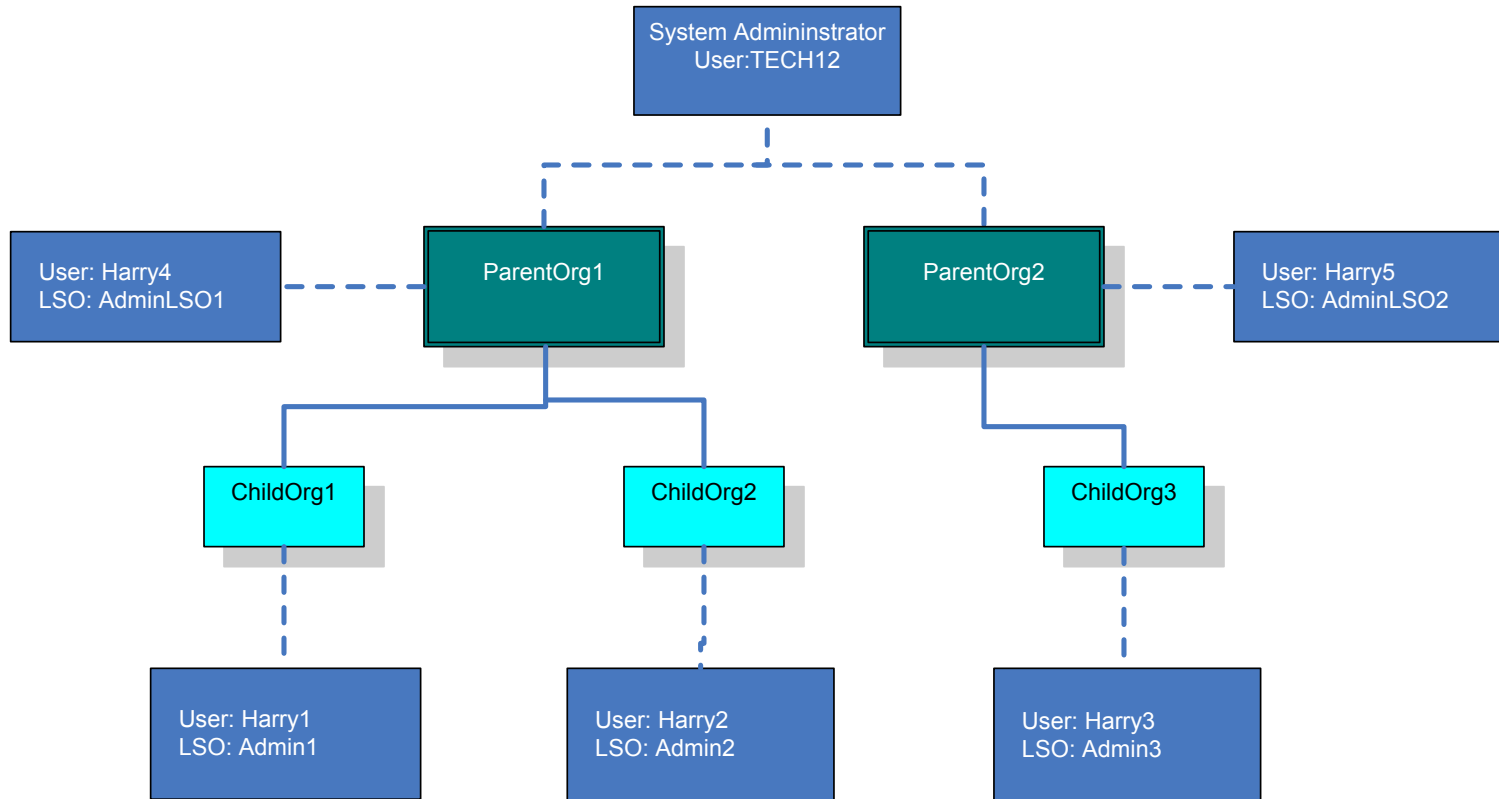 System Admininstrator
User:TECH12
ParentOrg1
ParentOrg2
User: Harry4
LSO: AdminLSO1
User: Harry5
LSO: AdminLSO2
ChildOrg1
ChildOrg2
ChildOrg3
User: Harry1
LSO: Admin1
User: Harry2
LSO: Admin2
User: Harry3
LSO: Admin3